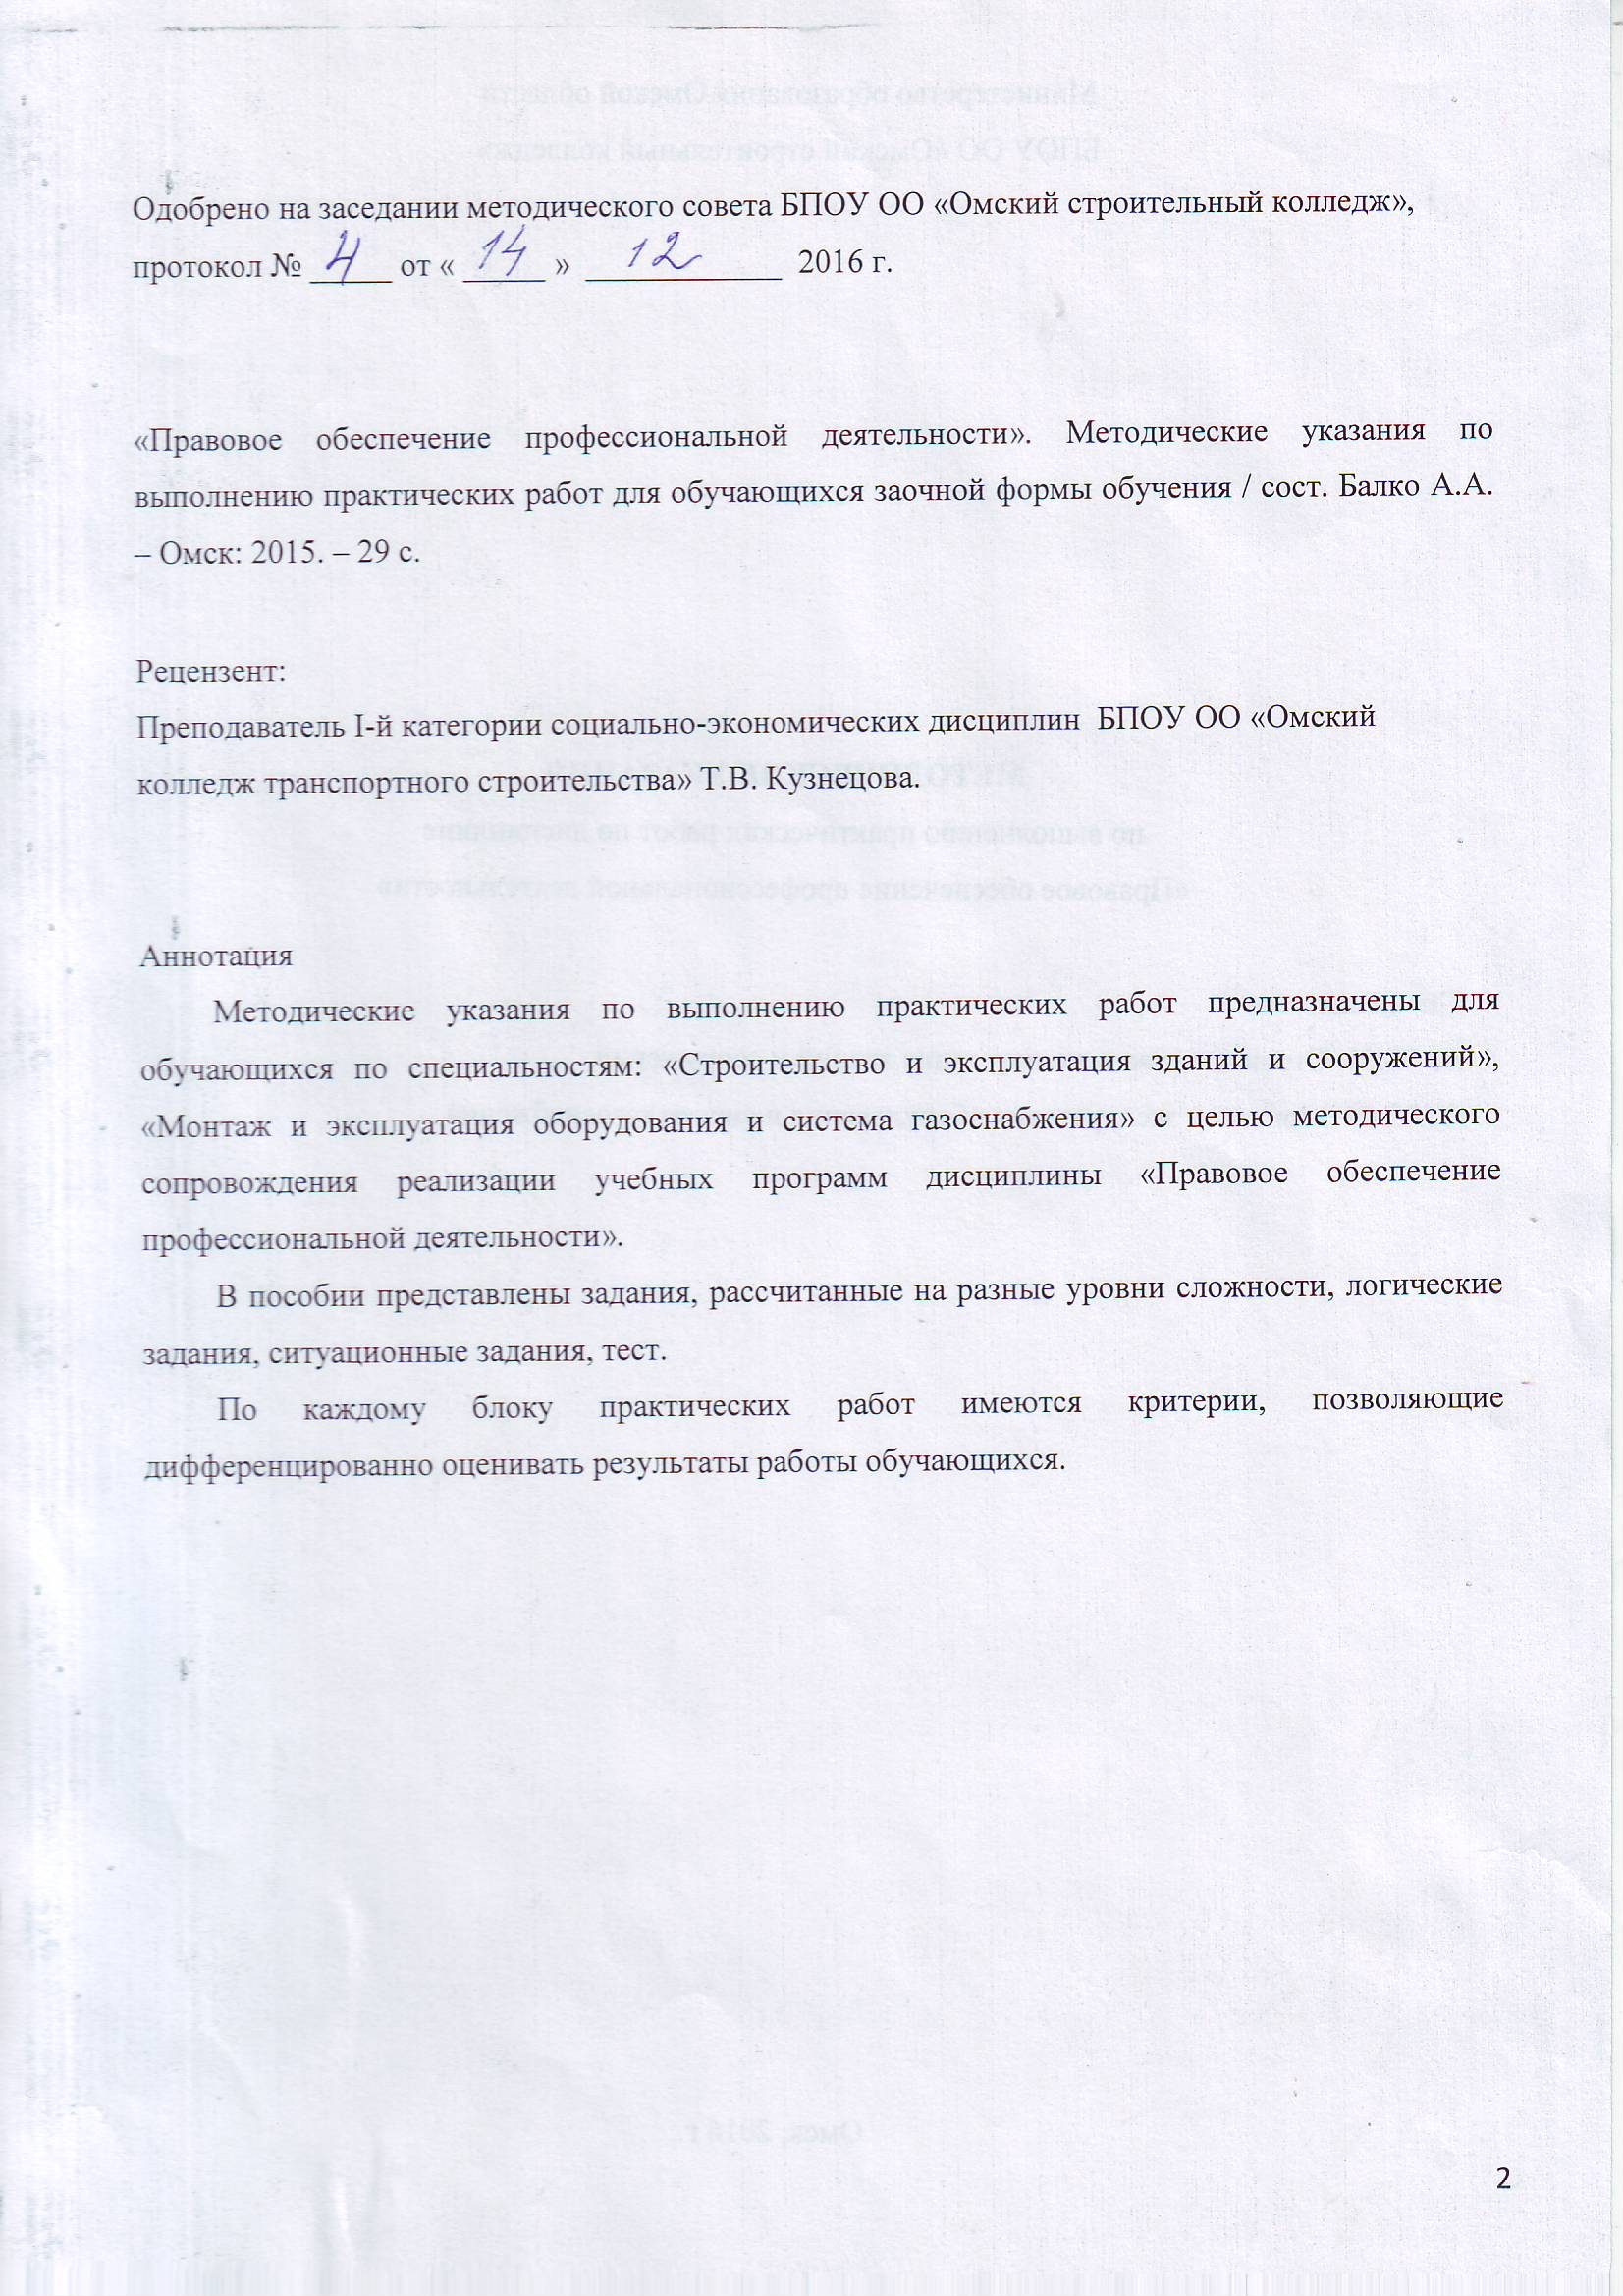 Одобрено на заседании методического совета БПОУ ОО «Омский строительный колледж»,
протокол № 4 от « 14 » 12 2016 г.
«Правовое обеспечение профессиональной деятельности». Методические указания по
выполнению практических работ для обучающихся заочной формы обучения / сост. Балко А.А.
– Омск: 2015. – 29 с.
Рецензент:
Преподаватель I-й категории социально-экономических дисциплин БПОУ ОО «Омский
колледж транспортного строительства» Т.В. Кузнецова.
Аннотация
Методические указания по выполнению практических работ предназначены для
обучающихся по специальностям: «Строительство и эксплуатация зданий и сооружений»,
«Монтаж и эксплуатация оборудования и система газоснабжения» с целью методического
сопровождения реализации учебных программ дисциплины «Правовое обеспечение
профессиональной деятельности».
В пособии представлены задания, рассчитанные на разные уровни сложности, логические
задания, ситуационные задания, тест.
По каждому блоку практических работ имеются критерии, позволяющие
дифференцированно оценивать результаты работы обучающихся.
2